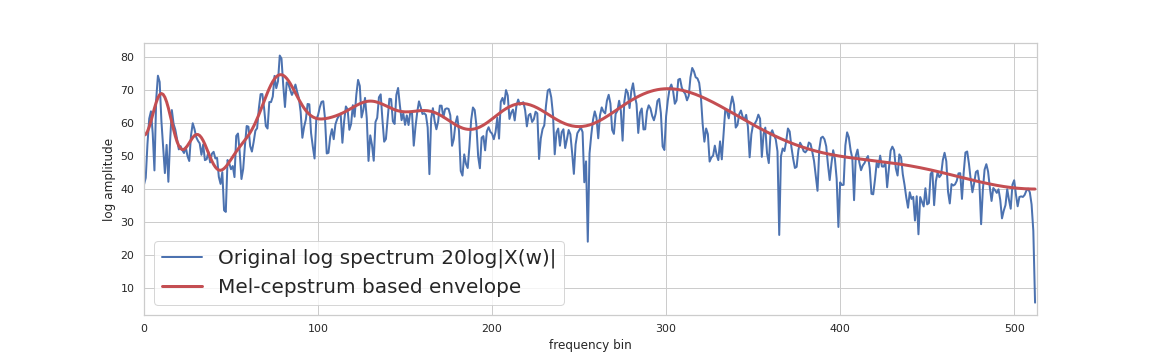 80
70
60
50
40
30
20
10
log amplitude
Original log spectrum 20log|X(w)|
Mel-cepstrum based envelope
0 100 200 300 400 500
frequency bin